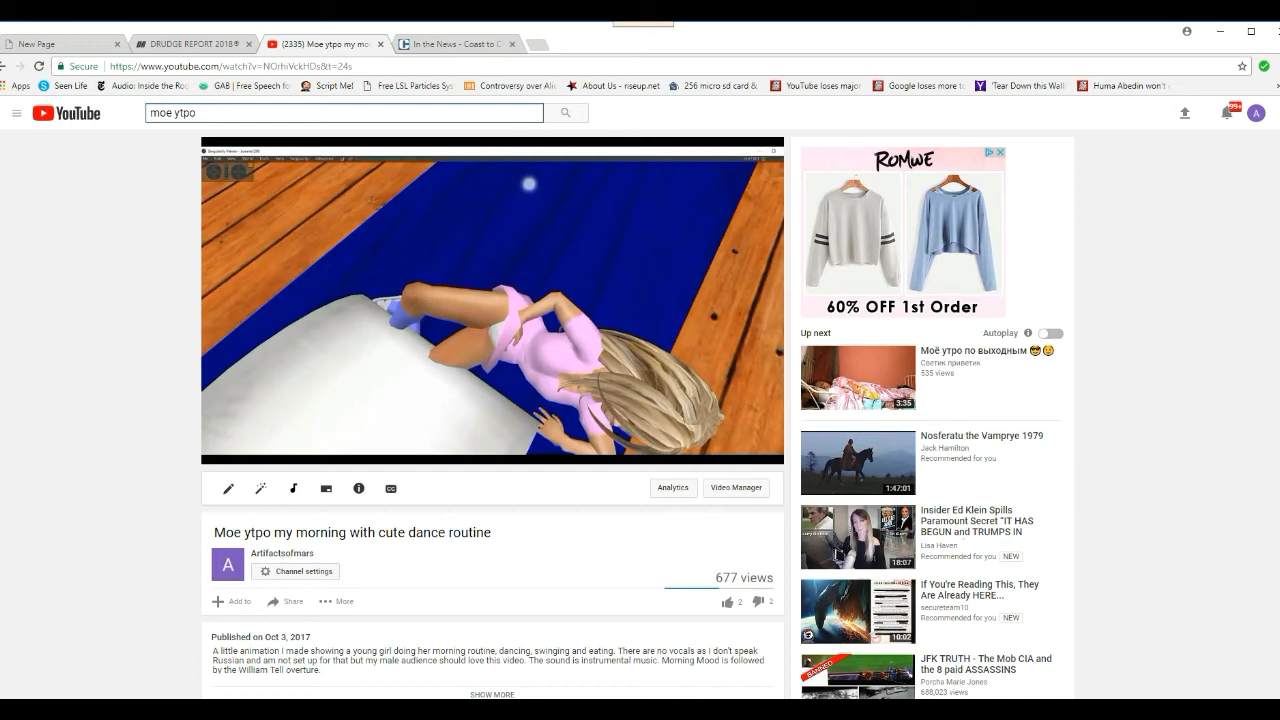 New Page
DRUDGE REPORT 2018®
(2335) Moe ytpo my mo
In the News - Coast to C
Secure
https://www.youtube.com/watch?v=NOrhiVckHDs&t=24s
Apps
Seen Life
Audio: Inside the Roc
GAB | Free Speech fo
Script Me!
Free LSL Particles Sys
Controversy over Alic
About Us - riseup.net
256 micro sd card &
YouTube loses major
Google loses more to
'Tear Down this Wall
Huma Abedin won't c
YouTube
moe ytpo
99+
A
ROMWE
60% OFF 1st Order
Up next
Autoplay
Моё утро по выходным
Светик приветик
535 views
3:35
Nosferatu the Vamprye 1979
Jack Hamilton
Recommended for you
1:47:01
Insider Ed Klein Spills
Paramount Secret "IT HAS
BEGUN and TRUMPS IN
Lisa Haven
Recommended for you NEW
18:07
If You're Reading This, They
Are Already HERE...
secureteam10
Recommended for you NEW
10:02
JFK TRUTH - The Mob CIA and
the 8 paid ASSASSINS
Porcha Marie Jones
688,023 views
BANNED
CC
Analytics
Video Manager
Moe ytpo my morning with cute dance routine
A
Artifactsofmars
Channel settings
677 views
Add to
Share
More
2
2
Published on Oct 3, 2017
A little animation I made showing a young girl doing her morning routine, dancing, swinging and eating. There are no vocals as I don't speak
Russian and am not set up for that but my male audience should love this video. The sound is instrumental music. Morning Mood is followed
by the William Tell overture.
SHOW MORE